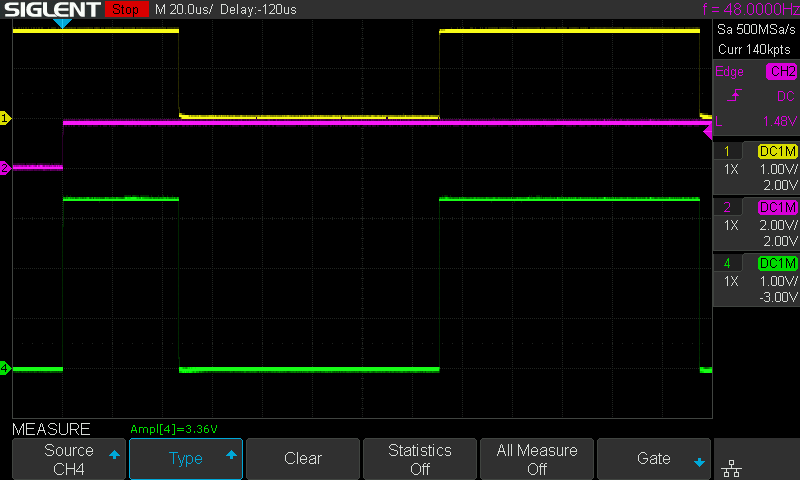 SIGLENT Stop M 20.0us/ Delay:-120us f = 48.0000Hz
Sa 500MSa/s
Curr 140kpts
Edge CH2
DC
L 1.48V
1 DC1M
1X 1.00V/
2.00V
2 DC1M
1X 2.00V/
2.00V
4 DC1M
1X 1.00V/
-3.00V
1
2
4
MEASURE Ampl[4]=3.36V
Source
CH4
Type
Clear
Statistics
Off
All Measure
Off
Gate